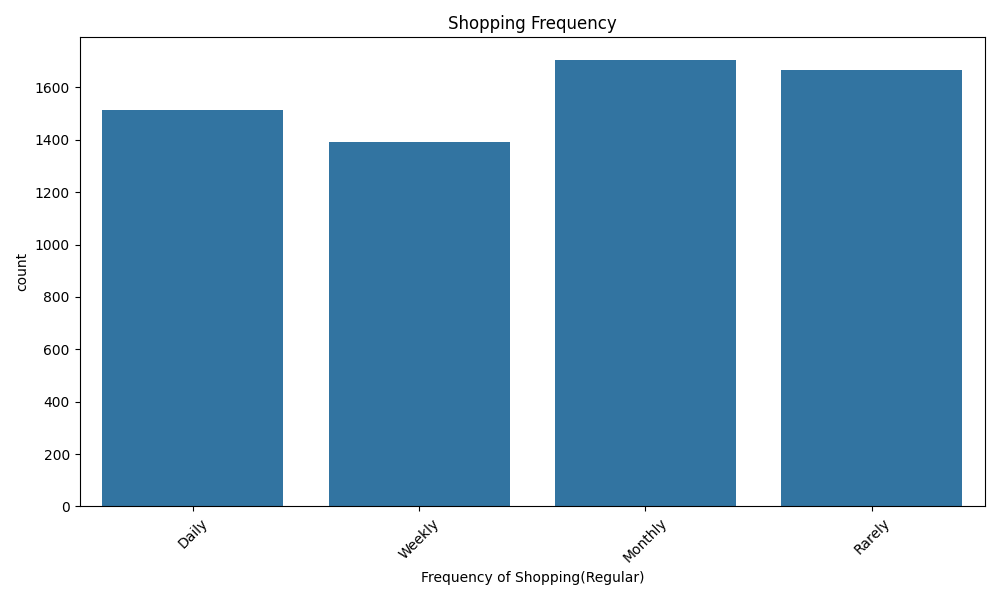 Shopping Frequency
1600
1400
1200
1000
800
600
400
200
0
count
Daily
Weekly
Monthly
Rarely
Frequency of Shopping(Regular)